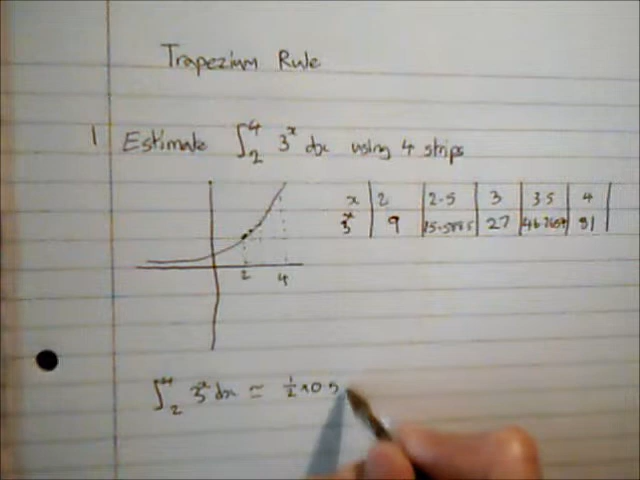 Trapezium Rule
1 Estimate ∫₂⁴ 3ˣ dx using 4 strips
x 2 2.5 3 3.5 4
3ˣ 9 15.5885 27 46.7654 81
2 4
∫₂⁴ 3ˣ dx ≃ ½ × 0.5